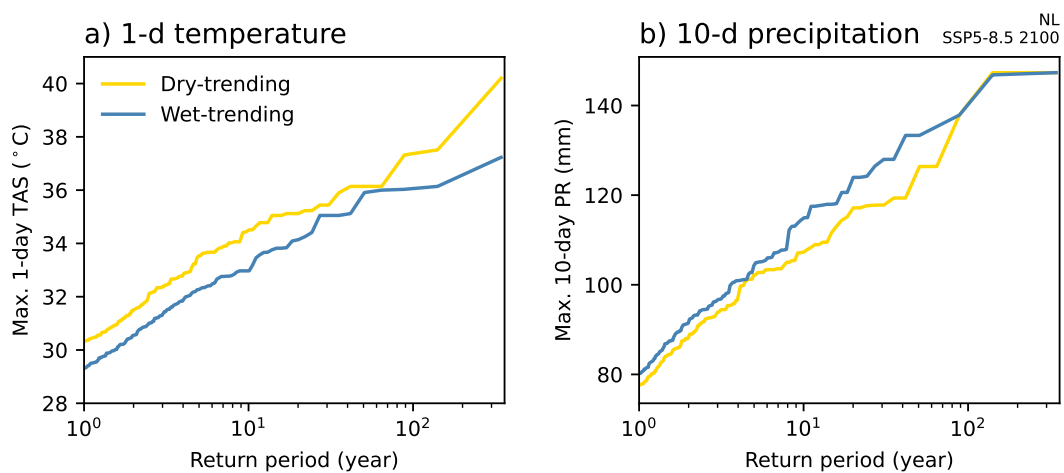 a) 1-d temperature
Max. 1-day TAS (°C)
40
38
36
34
32
30
28
Dry-trending
Wet-trending
10⁰
10¹
10²
Return period (year)
b) 10-d precipitation
NL
SSP5-8.5 2100
Max. 10-day PR (mm)
140
120
100
80
10⁰
10¹
10²
Return period (year)